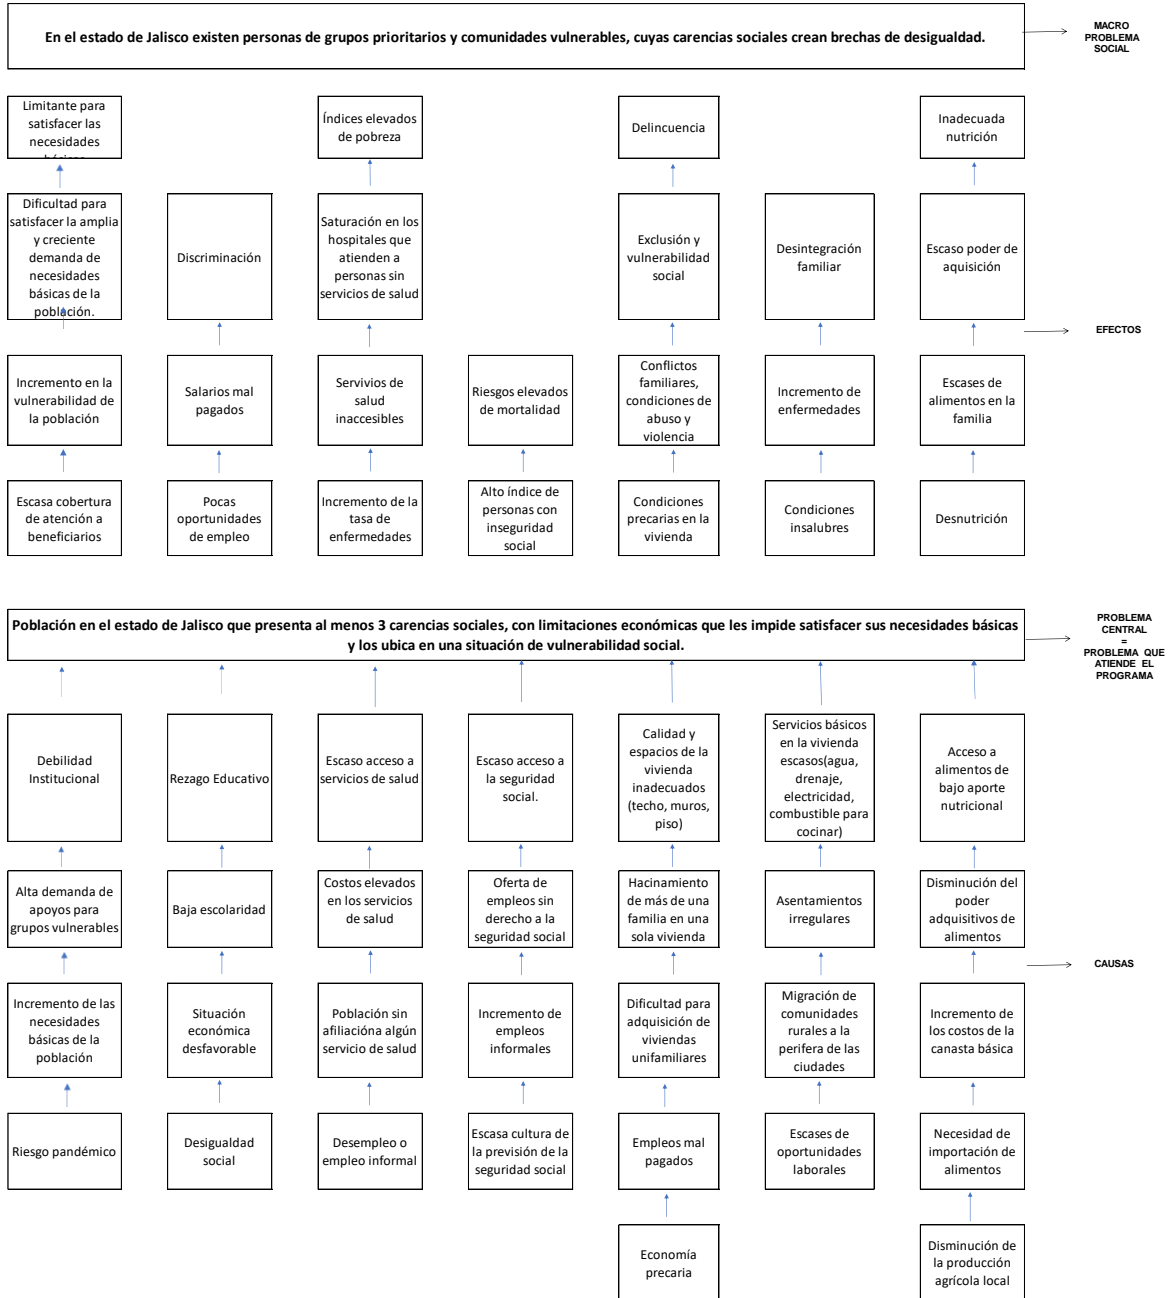 En el estado de Jalisco existen personas de grupos prioritarios y comunidades vulnerables, cuyas carencias sociales crean brechas de desigualdad.
MACRO
PROBLEMA
SOCIAL
Limitante para
satisfacer las
necesidades
básicas
Índices elevados
de pobreza
Delincuencia
Inadecuada
nutrición
Dificultad para
satisfacer la amplia
y creciente
demanda de
necesidades
básicas de la
población.
Discriminación
Saturación en los
hospitales que
atienden a
personas sin
servicios de salud
Exclusión y
vulnerabilidad
social
Desintegración
familiar
Escaso poder de
aquisición
EFECTOS
Incremento en la
vulnerabilidad de
la población
Salarios mal
pagados
Servivios de
salud
inaccesibles
Riesgos elevados
de mortalidad
Conflictos
familiares,
condiciones de
abuso y
violencia
Incremento de
enfermedades
Escases de
alimentos en la
familia
Escasa cobertura
de atención a
beneficiarios
Pocas
oportunidades
de empleo
Incremento de la
tasa de
enfermedades
Alto índice de
personas con
inseguridad
social
Condiciones
precarias en la
vivienda
Condiciones
insalubres
Desnutrición
Población en el estado de Jalisco que presenta al menos 3 carencias sociales, con limitaciones económicas que les impide satisfacer sus necesidades básicas
y los ubica en una situación de vulnerabilidad social.
PROBLEMA
CENTRAL
=
PROBLEMA QUE
ATIENDE EL
PROGRAMA
Debilidad
Institucional
Rezago Educativo
Escaso acceso a
servicios de salud
Escaso acceso a
la seguridad
social.
Calidad y
espacios de la
vivienda
inadecuados
(techo, muros,
piso)
Servicios básicos
en la vivienda
escasos(agua,
drenaje,
electricidad,
combustible para
cocinar)
Acceso a
alimentos de
bajo aporte
nutricional
Alta demanda de
apoyos para
grupos vulnerables
Baja escolaridad
Costos elevados
en los servicios
de salud
Oferta de
empleos sin
derecho a la
seguridad social
Hacinamiento
de más de una
familia en una
sola vivienda
Asentamientos
irregulares
Disminución del
poder
adquisitivos de
alimentos
CAUSAS
Incremento de las
necesidades
básicas de la
población
Situación
económica
desfavorable
Población sin
afiliacióna algún
servicio de salud
Incremento de
empleos
informales
Dificultad para
adquisición de
viviendas
unifamiliares
Migración de
comunidades
rurales a la
perifera de las
ciudades
Incremento de
los costos de la
canasta básica
Riesgo pandémico
Desigualdad
social
Desempleo o
empleo informal
Escasa cultura de
la previsión de la
seguridad social
Empleos mal
pagados
Escases de
oportunidades
laborales
Necesidad de
importación de
alimentos
Economía
precaria
Disminución de
la producción
agrícola local